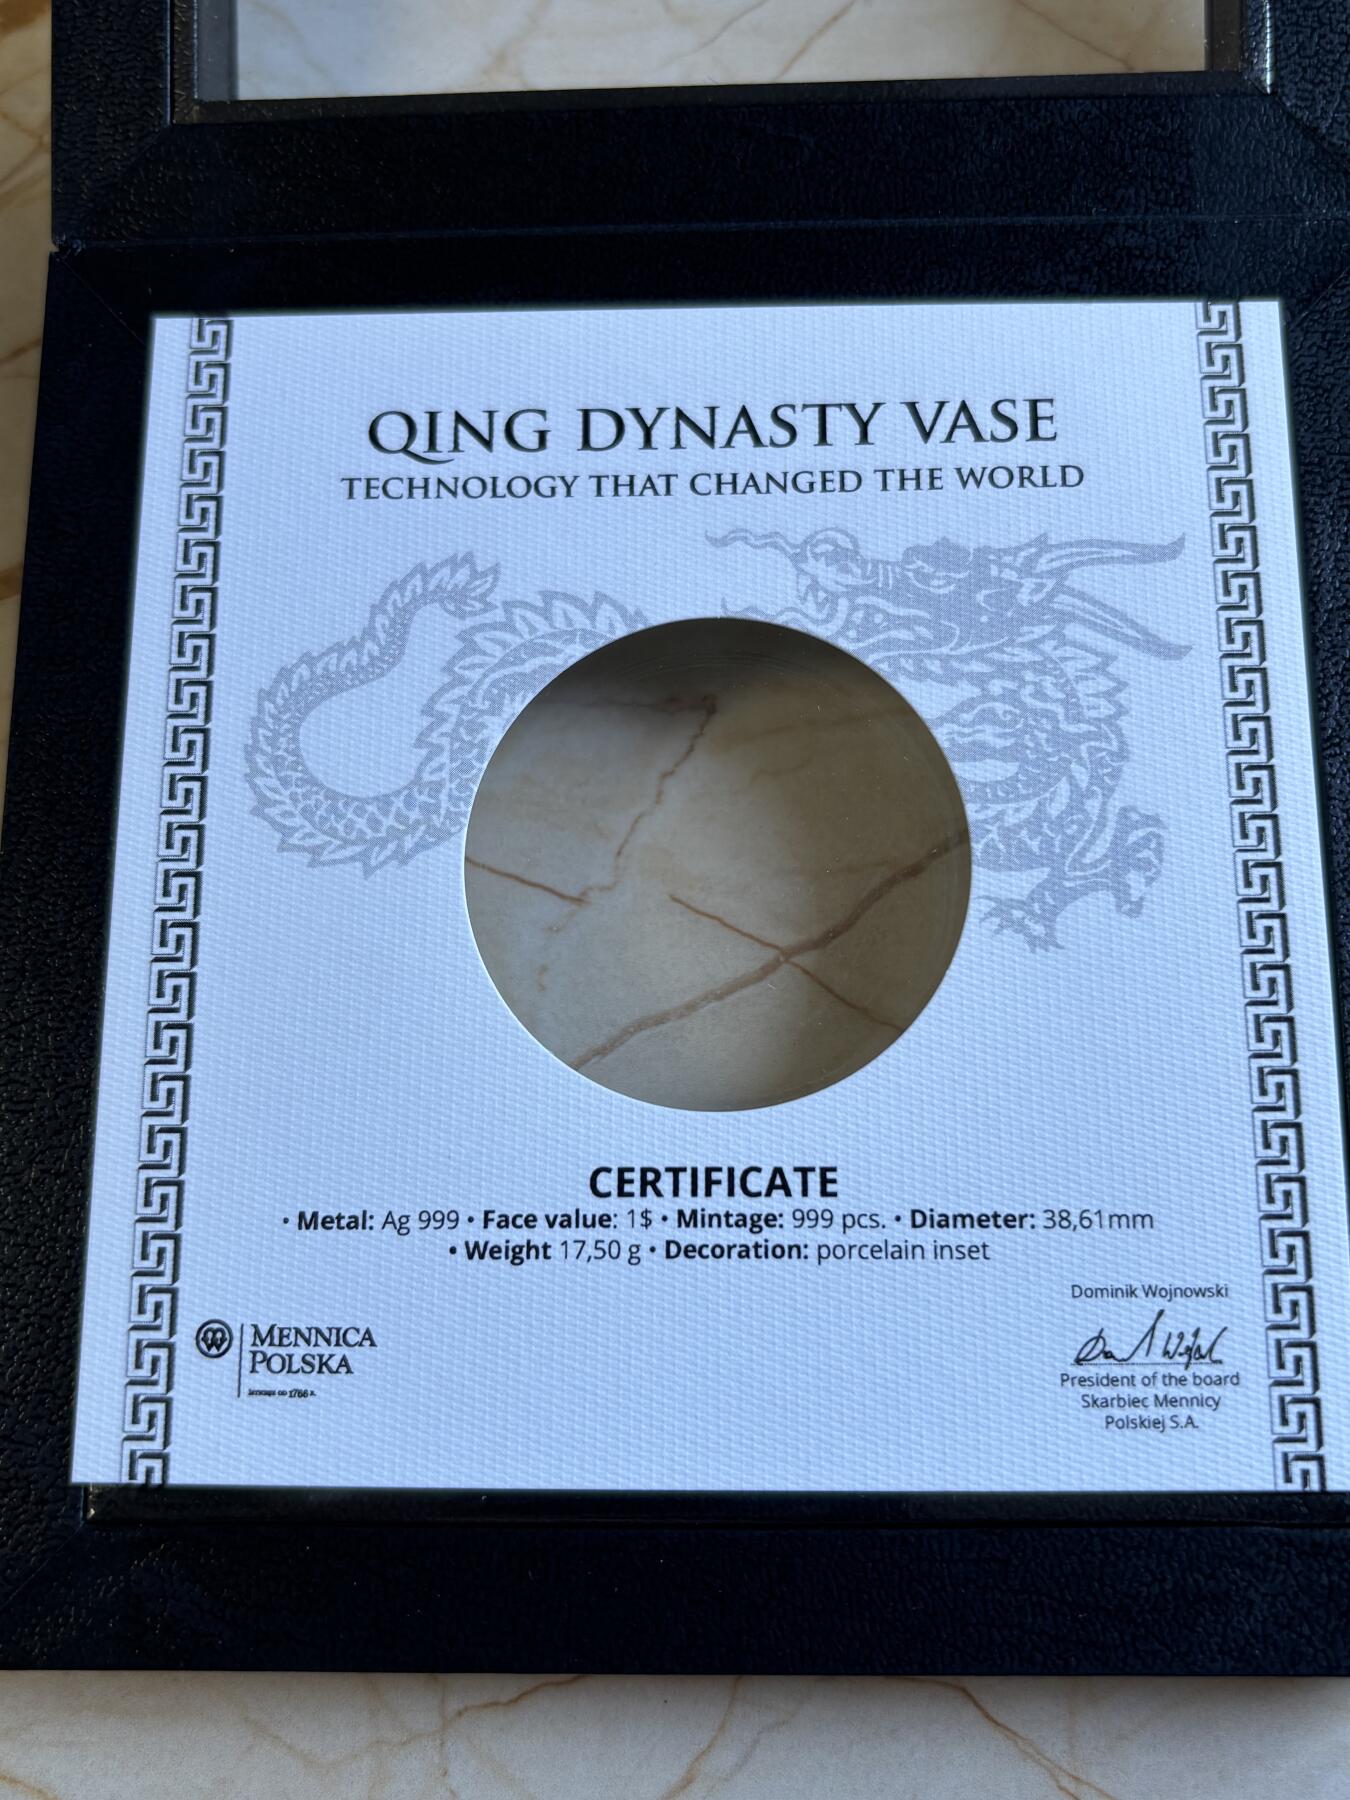 QING DYNASTY VASE
TECHNOLOGY THAT CHANGED THE WORLD
CERTIFICATE
• Metal: Ag 999 • Face value: 1$ • Mintage: 999 pcs. • Diameter: 38,61mm
• Weight 17,50 g • Decoration: porcelain inset
Dominik Wojnowski
President of the board
Skarbiec Mennicy
Polskiej S.A.
MENNICA
POLSKA
OD 1766 R.